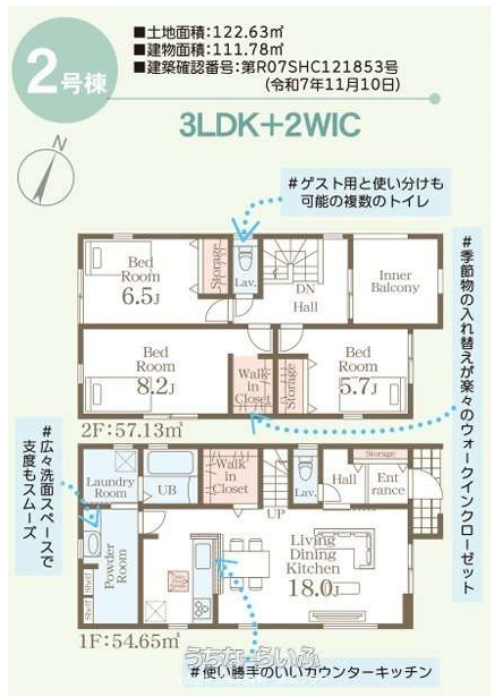 2号棟
■土地面積:122.63㎡
■建物面積:111.78㎡
■建築確認番号:第R07SHC121853号
(令和7年11月10日)
3LDK+2WIC
N
#ゲスト用と使い分けも
可能の複数のトイレ
Bed
Room
6.5J
Storage
Lav.
DN
Hall
Inner
Balcony
Bed
Room
8.2J
Walk
in
Closet
Storage
Bed
Room
5.7J
2F:57.13㎡
#季節物の入れ替えが楽々のウォークインクローゼット
#広々洗面スペースで
支度もスムーズ
Laundry
Room
UB
Walk
in
Closet
Lav.
Hall
Storage
Ent
rance
UP
Powder
Room
Shelf
Shelf
Living
Dining
Kitchen
18.0J
1F:54.65㎡
うちなーらいふ
#使い勝手のいいカウンターキッチン